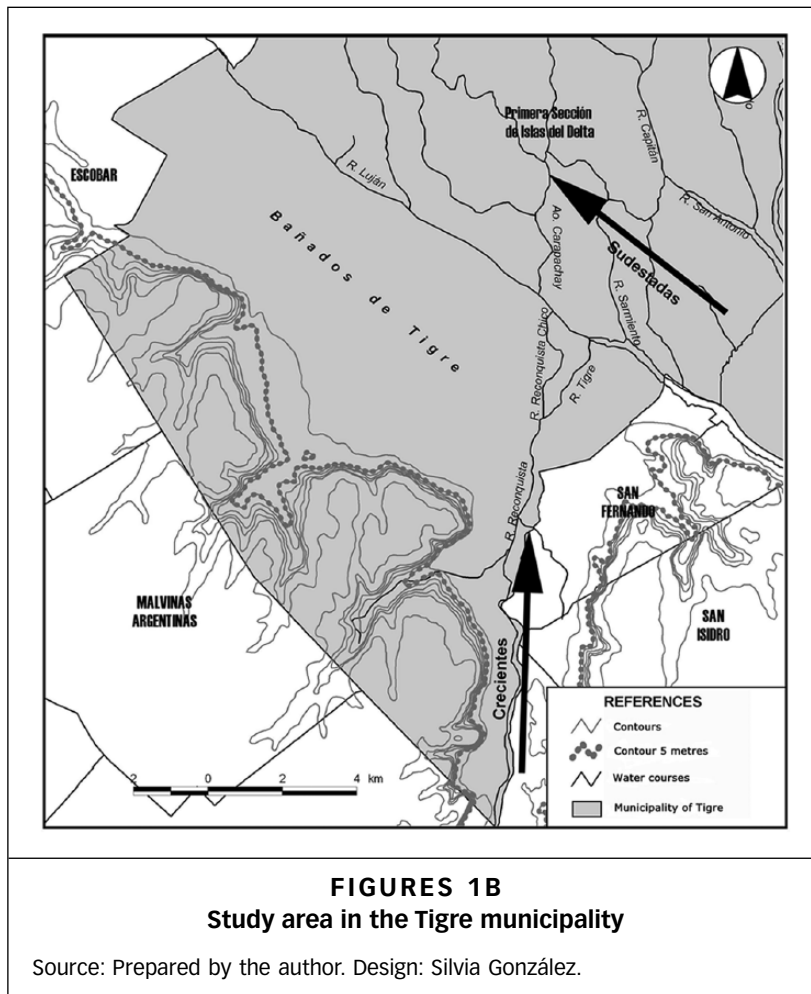 Primera Sección
de Islas del Delta
R. Capitán
ESCOBAR
R. Luján
R. San Antonio
Bañados de Tigre
Ao. Carapachay
Sudestadas
R. Sarmiento
R. Reconquista Chico
R. Tigre
R. Reconquista
SAN
FERNANDO
MALVINAS
ARGENTINAS
SAN
ISIDRO
Crecientes
REFERENCES
Contours
Contour 5 metres
Water courses
Municipality of Tigre
2 0 2 4 km
FIGURES 1B
Study area in the Tigre municipality
Source: Prepared by the author. Design: Silvia González.